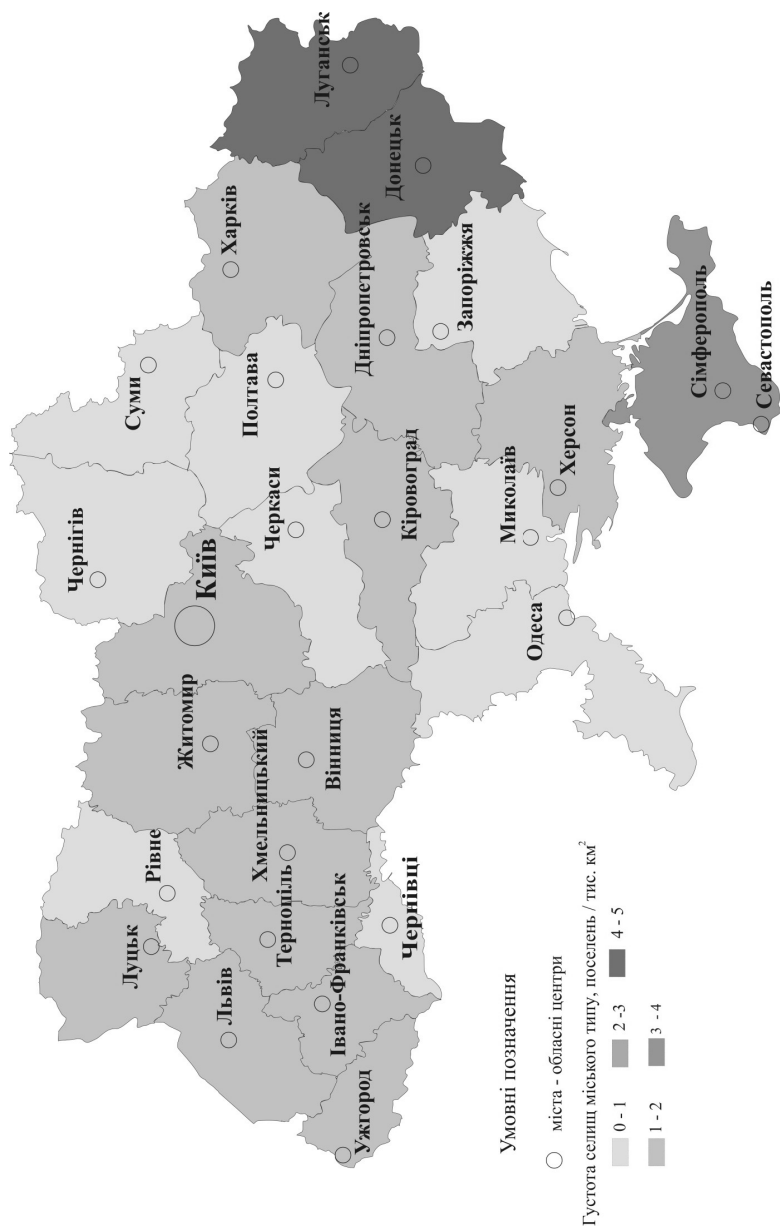 Луганськ
Донецьк
Харків
Дніпропетровськ
Запоріжжя
Сімферополь
Севастополь
Суми
Полтава
Херсон
Чернігів
Черкаси
Кіровоград
Миколаїв
Київ
Одеса
Житомир
Вінниця
Хмельницький
Рівне
Тернопіль
Чернівці
Луцьк
Львів
Івано-Франківськ
Ужгород
Умовні позначення
міста - обласні центри
Густота селищ міського типу, поселень / тис. км²
0 - 1
2 -3
4 - 5
1 - 2
3 - 4